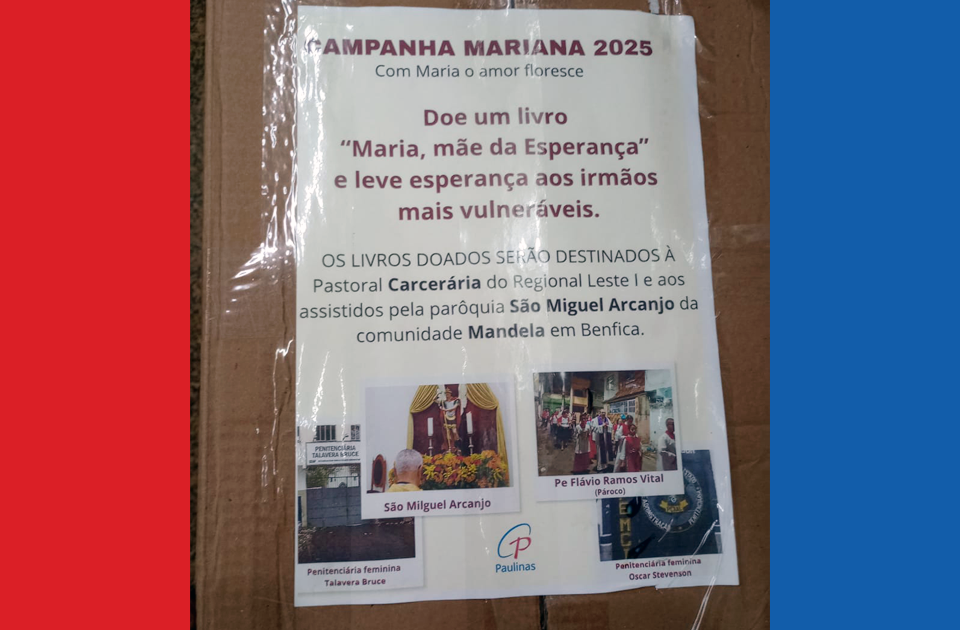 CAMPANHA MARIANA 2025
Com Maria o amor floresce
Doe um livro
“Maria, mãe da Esperança”
e leve esperança aos irmãos
mais vulneráveis.
OS LIVROS DOADOS SERÃO DESTINADOS À
Pastoral Carcerária do Regional Leste I e aos
assistidos pela parôquia São Miguel Arcanjo da
comunidade Mandela em Benfica.
PENITENCIÁRIA
TALAVERA BRUCE
São Milguel Arcanjo
Pe Flávio Ramos Vital
(Pároco)
ADMINISTRAÇÃO
Penitenciária feminina
Talavera Bruce
Paulinas
Penitenciária feminina
Oscar Stevenson